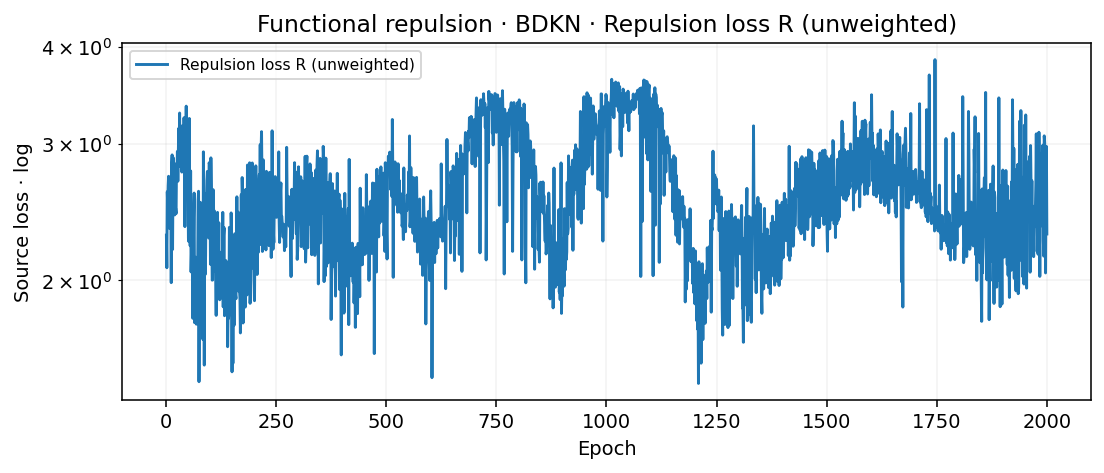 Functional repulsion · BDKN · Repulsion loss R (unweighted)
Repulsion loss R (unweighted)
4 × 10⁰
3 × 10⁰
2 × 10⁰
Source loss · log
0 250 500 750 1000 1250 1500 1750 2000
Epoch